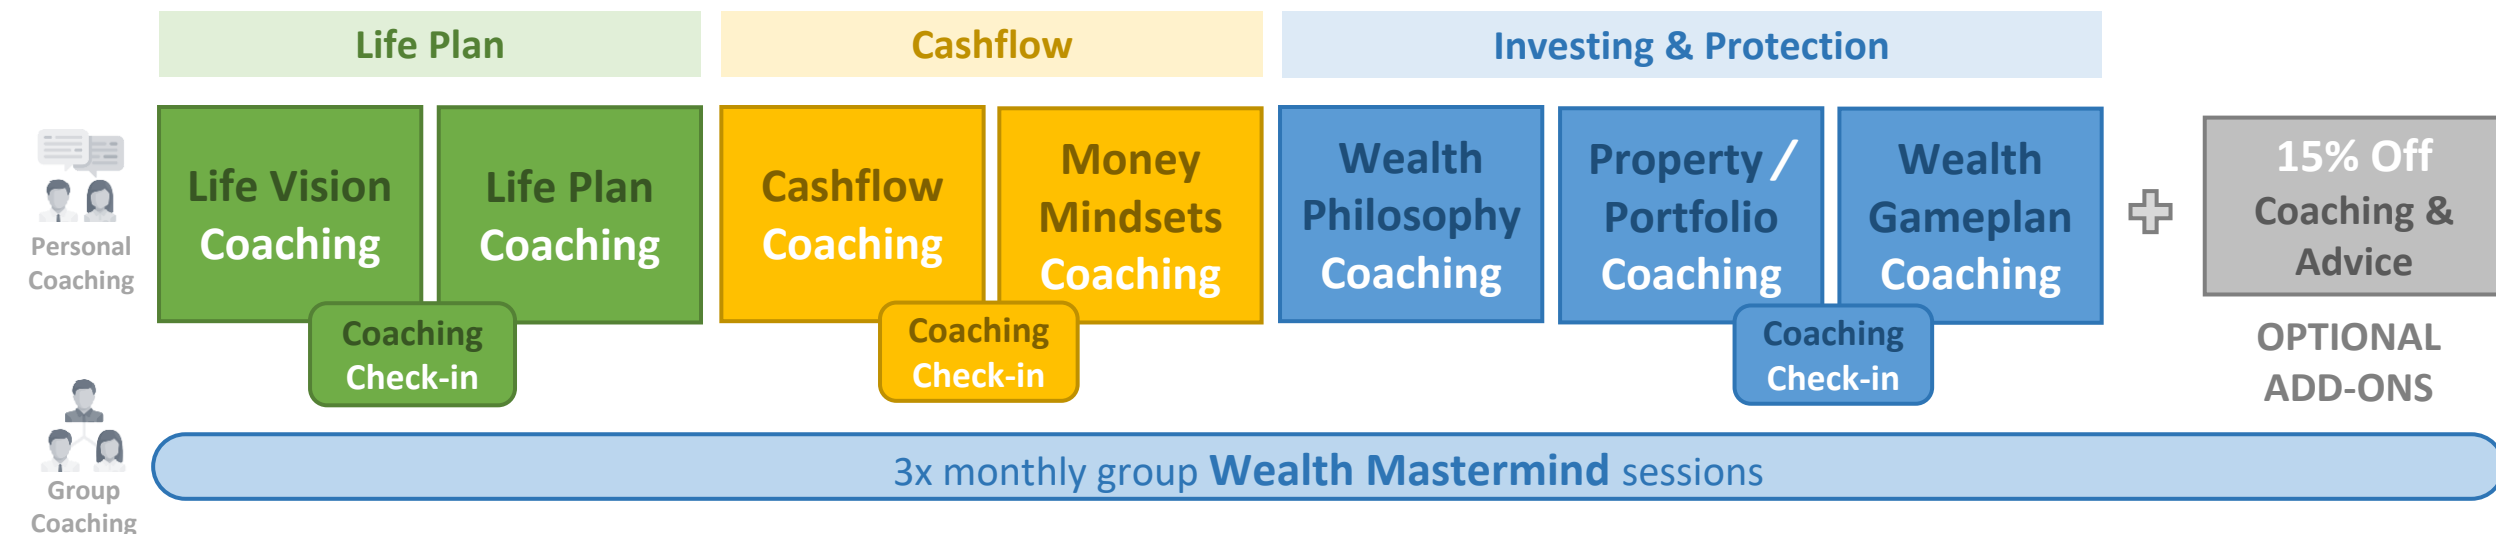 Life Plan
Cashflow
Investing & Protection
Personal
Coaching
Life Vision
Coaching
Life Plan
Coaching
Coaching
Check-in
Cashflow
Coaching
Money
Mindsets
Coaching
Coaching
Check-in
Wealth
Philosophy
Coaching
Property /
Portfolio
Coaching
Wealth
Gameplan
Coaching
Coaching
Check-in
15% Off
Coaching &
Advice
OPTIONAL
ADD-ONS
Group
Coaching
3x monthly group Wealth Mastermind sessions